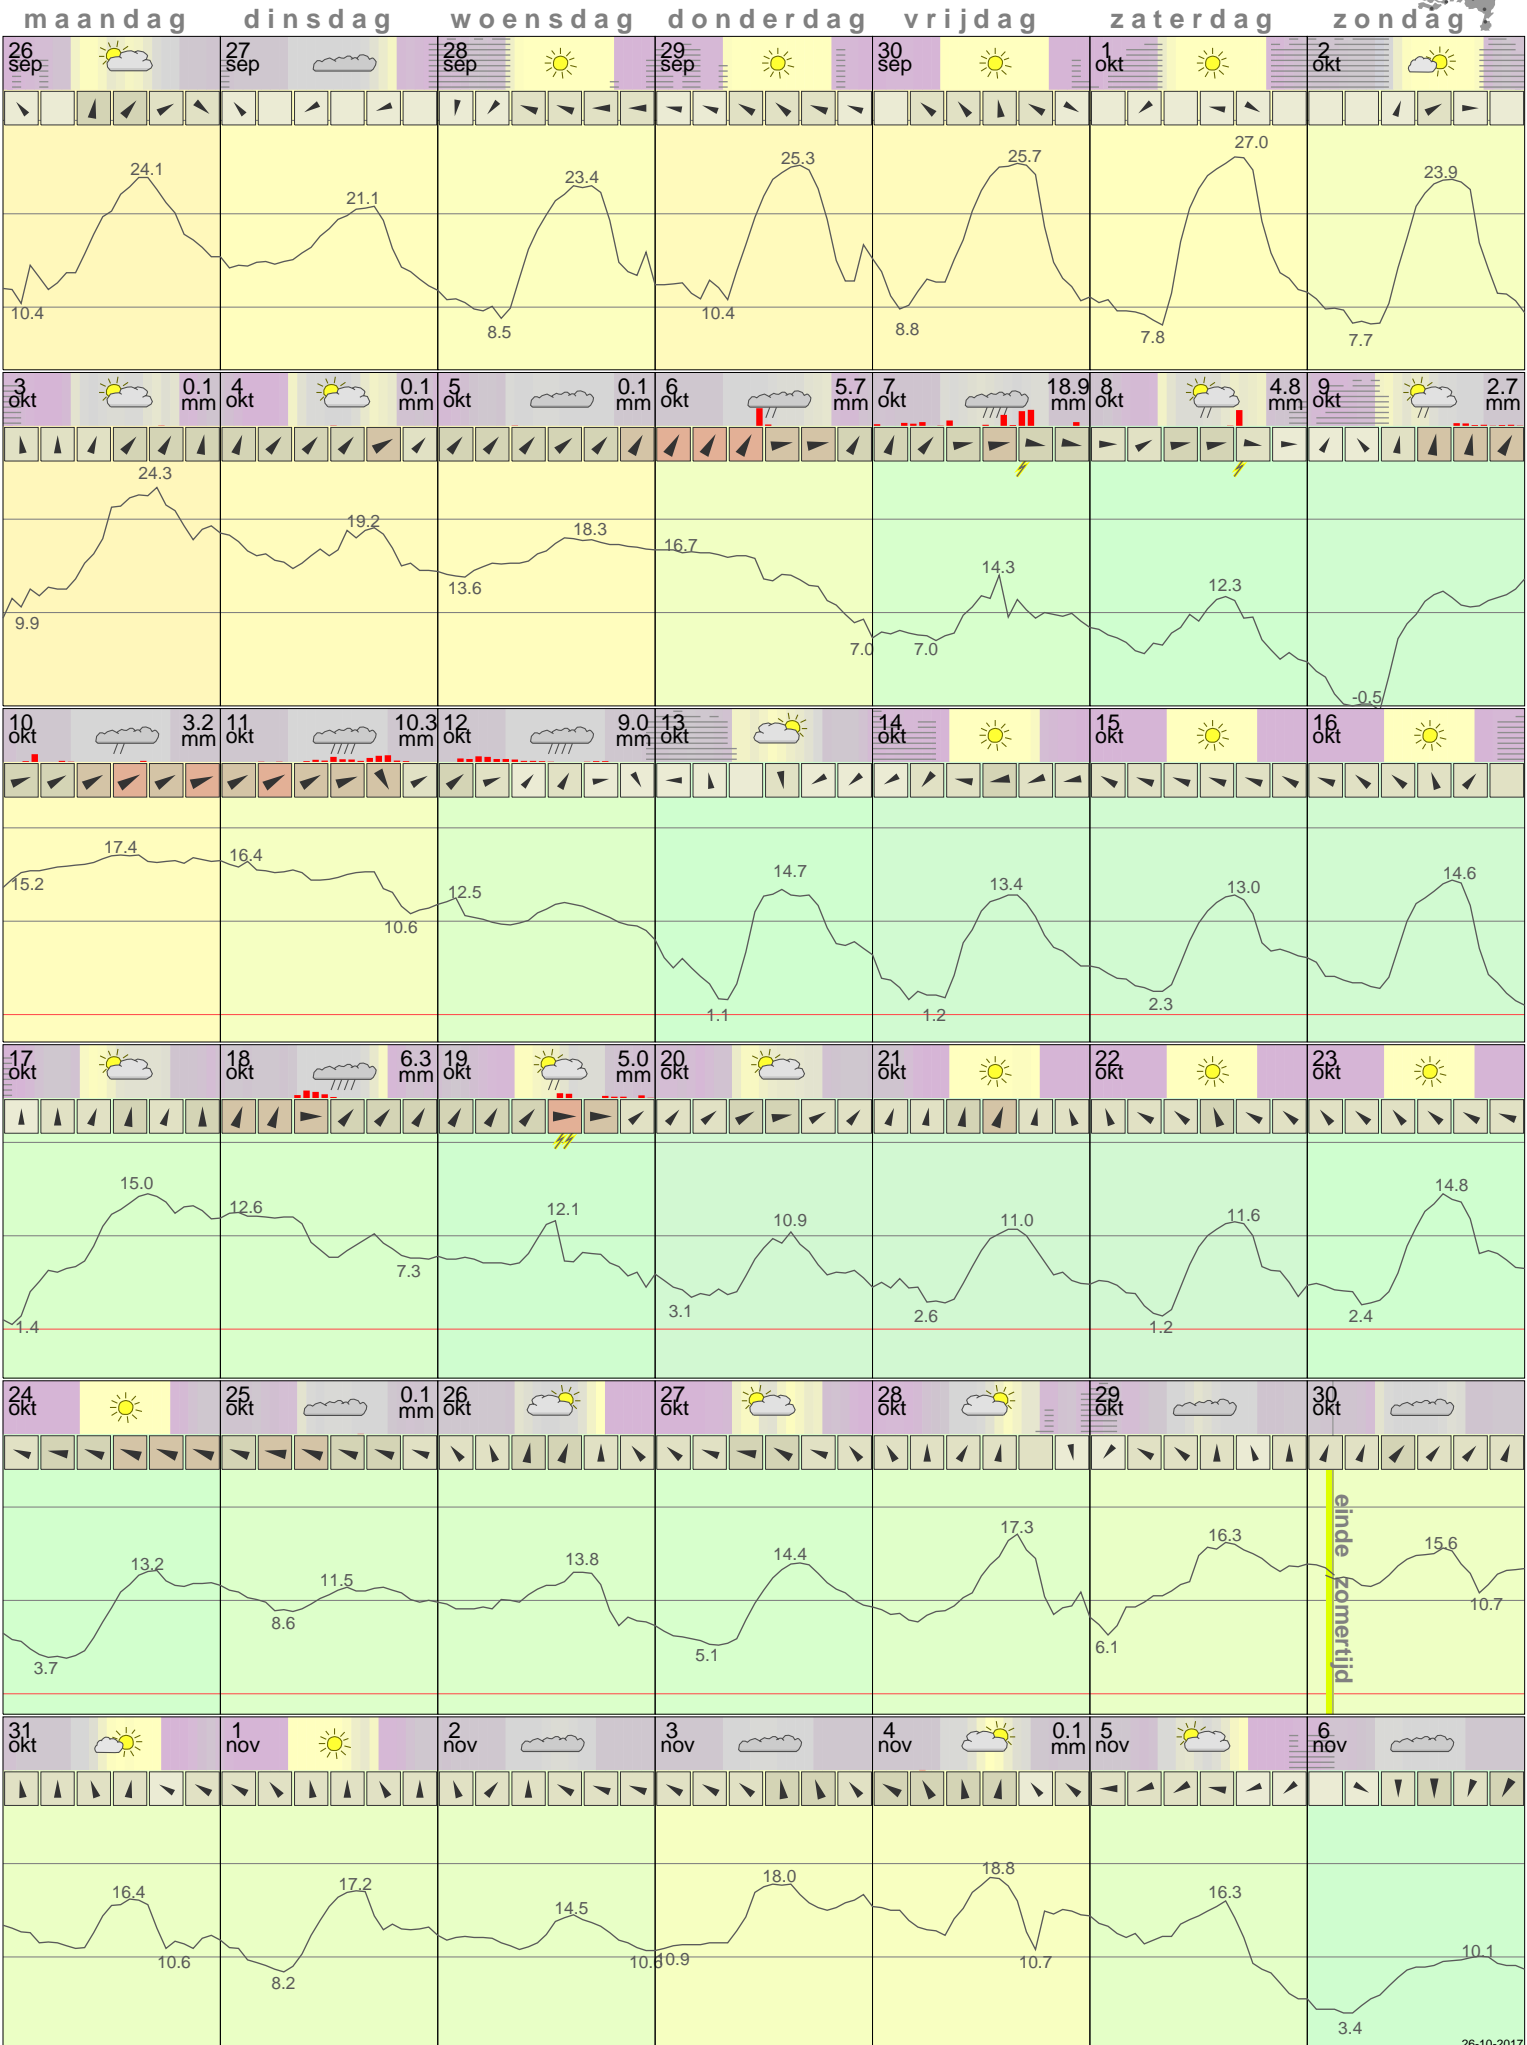 maandag dinsdag woensdag donderdag vrijdag zaterdag zondag
26 27 28 29 30 1 2
sep sep sep sep sep okt okt
24.1 21.1 23.4 25.3 25.7 27.0 23.9
10.4 8.5 10.4 8.8 7.8 7.7
3 0.1 4 0.1 5 0.1 6 5.7 7 18.9 8 4.8 9 2.7
okt mm okt mm okt mm okt mm okt mm okt mm okt mm
24.3 19.2 18.3 16.7 14.3 12.3
9.9 13.6 7.0 7.0 -0.5
10 3.2 11 10.3 12 9.0 13 14 15 16
okt mm okt mm okt mm okt okt okt okt
17.4 16.4 12.5 14.7 13.4 13.0 14.6
15.2 10.6 1.1 1.2 2.3
17 18 6.3 19 5.0 20 21 22 23
okt okt mm okt mm okt okt okt okt
15.0 12.6 12.1 10.9 11.0 11.6 14.8
1.4 7.3 3.1 2.6 1.2 2.4
24 25 0.1 26 27 28 29 30
okt okt mm okt okt okt okt okt
13.2 11.5 13.8 14.4 17.3 16.3 15.6
3.7 8.6 5.1 6.1 10.7
einde zomertijd
31 1 2 3 4 0.1 5 6
okt nov nov nov nov mm nov nov
16.4 17.2 14.5 18.0 18.8 16.3 10.1
10.6 8.2 10.6 10.9 10.7 3.4
26-10-2017